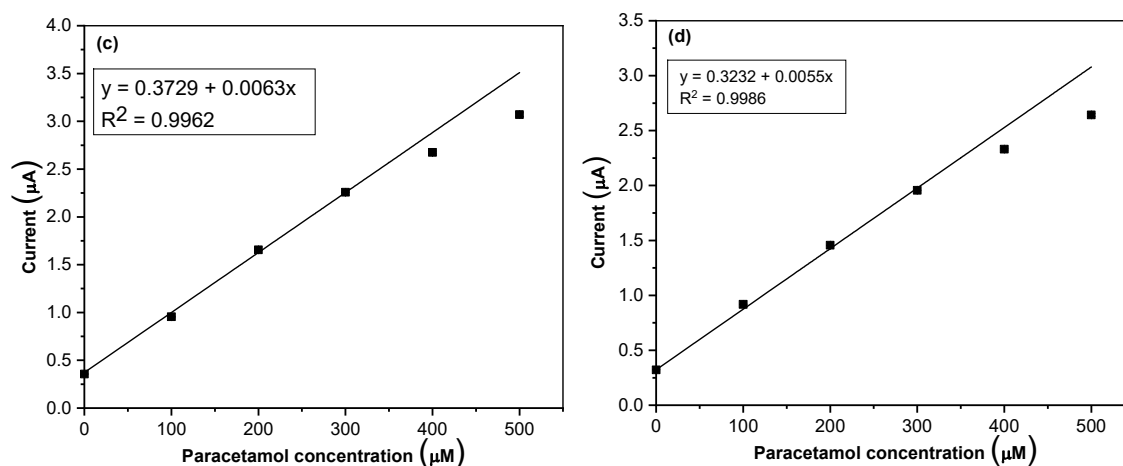 (c)
y = 0.3729 + 0.0063x
R² = 0.9962
4.0
3.5
3.0
2.5
2.0
1.5
1.0
0.5
0.0
Current (μA)
0 100 200 300 400 500
Paracetamol concentration (μM)
(d)
y = 0.3232 + 0.0055x
R² = 0.9986
3.5
3.0
2.5
2.0
1.5
1.0
0.5
0.0
Current (μA)
0 100 200 300 400 500
Paracetamol concentration (μM)